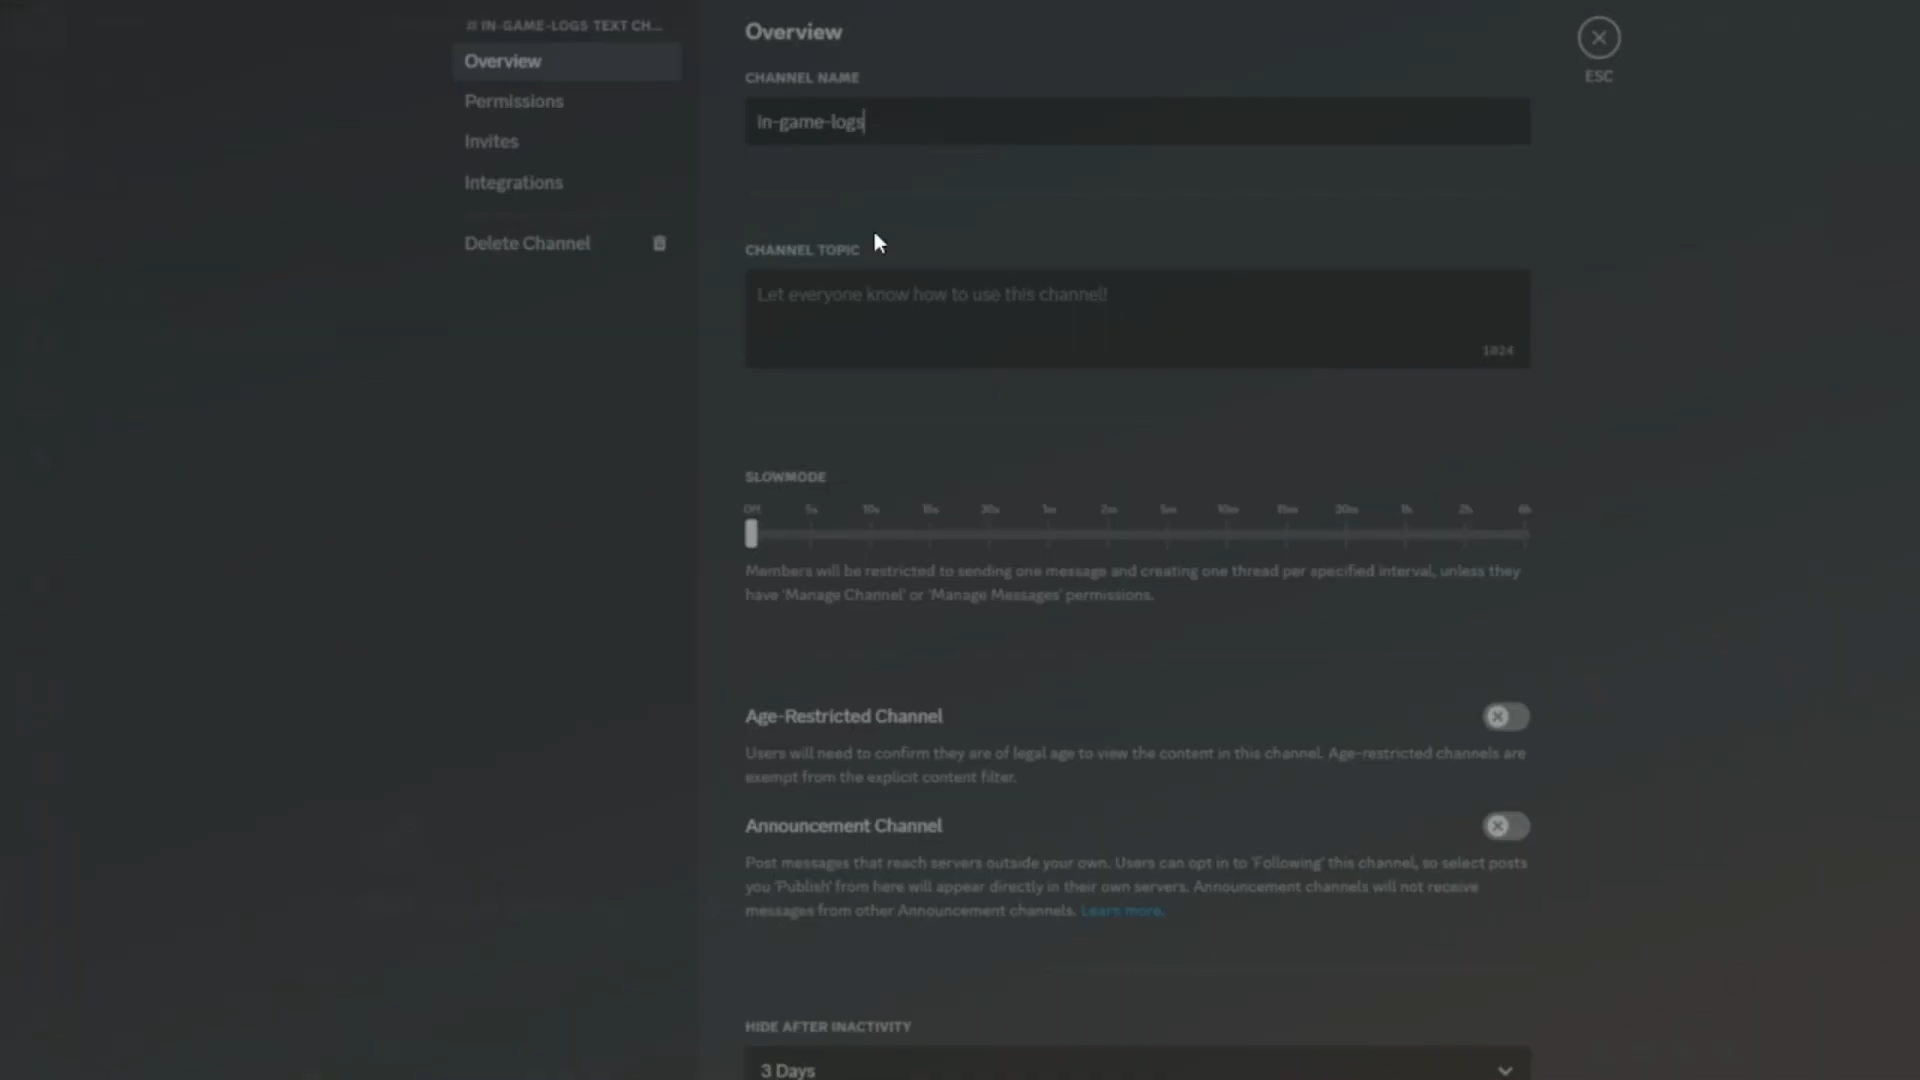 # IN-GAME-LOGS TEXT CH...
Overview
Permissions
Invites
Integrations
Delete Channel
Overview
CHANNEL NAME
in-game-logs
ESC
CHANNEL TOPIC
Let everyone know how to use this channel!
1024
SLOWMODE
Off 5s 10s 15s 30s 1m 2m 5m 10m 15m 30m 1h 2h 6h
Members will be restricted to sending one message and creating one thread per specified interval, unless they
have 'Manage Channel' or 'Manage Messages' permissions.
Age-Restricted Channel
Users will need to confirm they are of legal age to view the content in this channel. Age-restricted channels are
exempt from the explicit content filter.
Announcement Channel
Post messages that reach servers outside your own. Users can opt in to 'Following' this channel, so select posts
you 'Publish' from here will appear directly in their own servers. Announcement channels will not receive
messages from other Announcement channels. Learn more.
HIDE AFTER INACTIVITY
3 Days